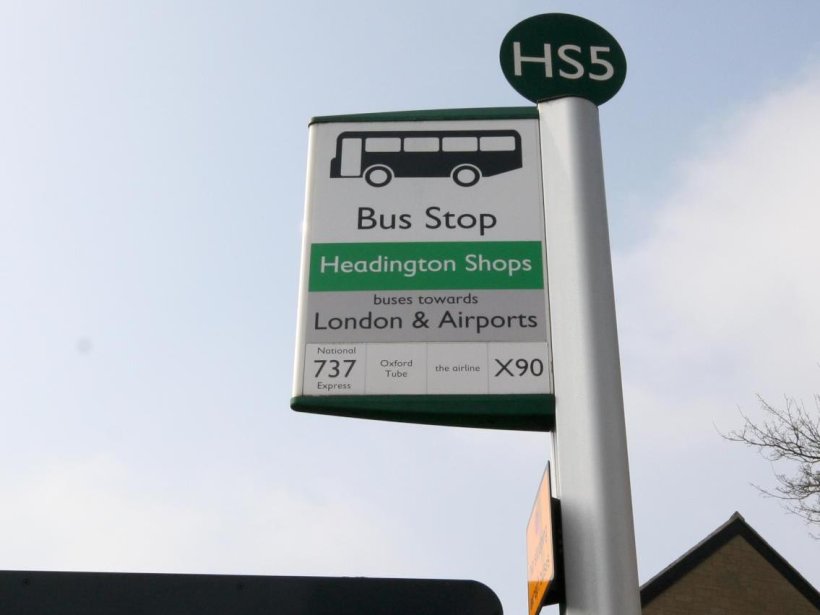 HS5
Bus Stop
Headington Shops
buses towards
London & Airports
National
737
Express
Oxford
Tube
the airline
X90